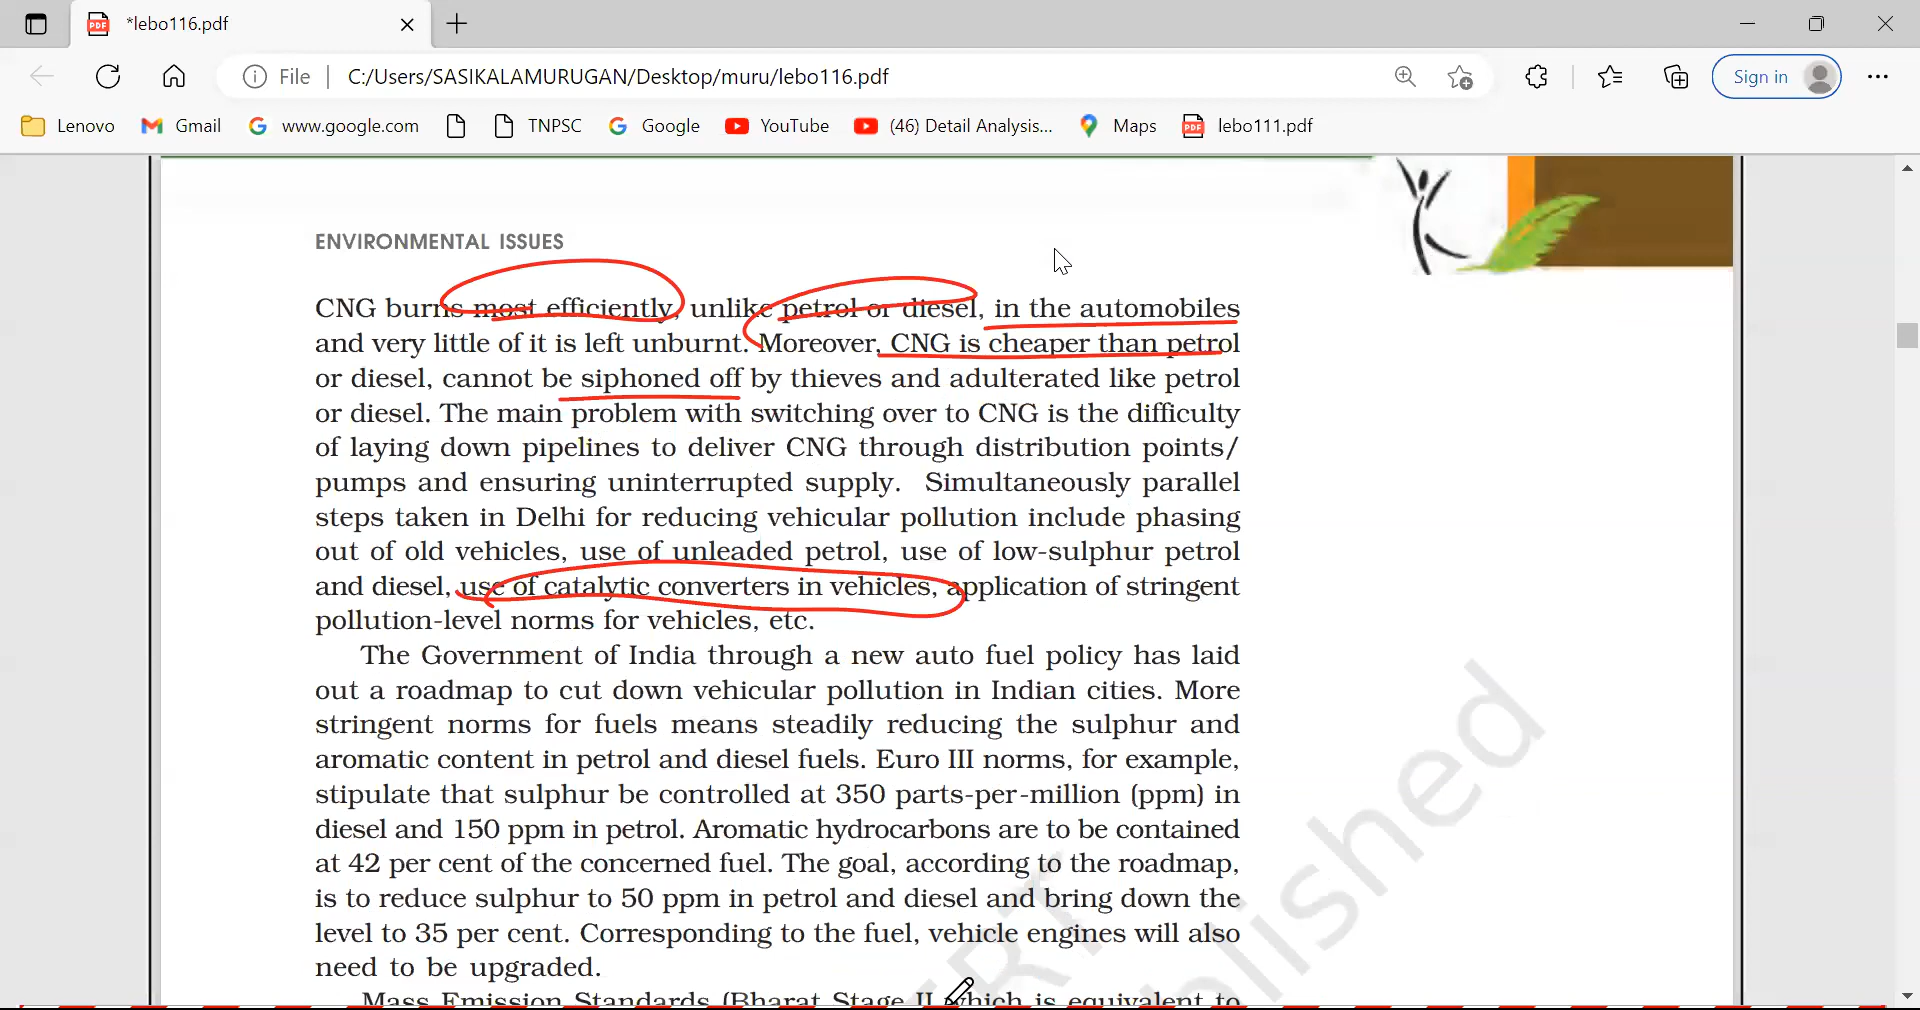 *lebo116.pdf
File | C:/Users/SASIKALAMURUGAN/Desktop/muru/lebo116.pdf
Sign in
Lenovo
Gmail
www.google.com
TNPSC
Google
YouTube
(46) Detail Analysis...
Maps
lebo111.pdf
ENVIRONMENTAL ISSUES
CNG burns most efficiently, unlike petrol or diesel, in the automobiles
and very little of it is left unburnt. Moreover, CNG is cheaper than petrol
or diesel, cannot be siphoned off by thieves and adulterated like petrol
or diesel. The main problem with switching over to CNG is the difficulty
of laying down pipelines to deliver CNG through distribution points/
pumps and ensuring uninterrupted supply. Simultaneously parallel
steps taken in Delhi for reducing vehicular pollution include phasing
out of old vehicles, use of unleaded petrol, use of low-sulphur petrol
and diesel, use of catalytic converters in vehicles, application of stringent
pollution-level norms for vehicles, etc.
The Government of India through a new auto fuel policy has laid
out a roadmap to cut down vehicular pollution in Indian cities. More
stringent norms for fuels means steadily reducing the sulphur and
aromatic content in petrol and diesel fuels. Euro III norms, for example,
stipulate that sulphur be controlled at 350 parts-per-million (ppm) in
diesel and 150 ppm in petrol. Aromatic hydrocarbons are to be contained
at 42 per cent of the concerned fuel. The goal, according to the roadmap,
is to reduce sulphur to 50 ppm in petrol and diesel and bring down the
level to 35 per cent. Corresponding to the fuel, vehicle engines will also
need to be upgraded.
Mass Emission Standards (Bharat Stage II which is equivalent to